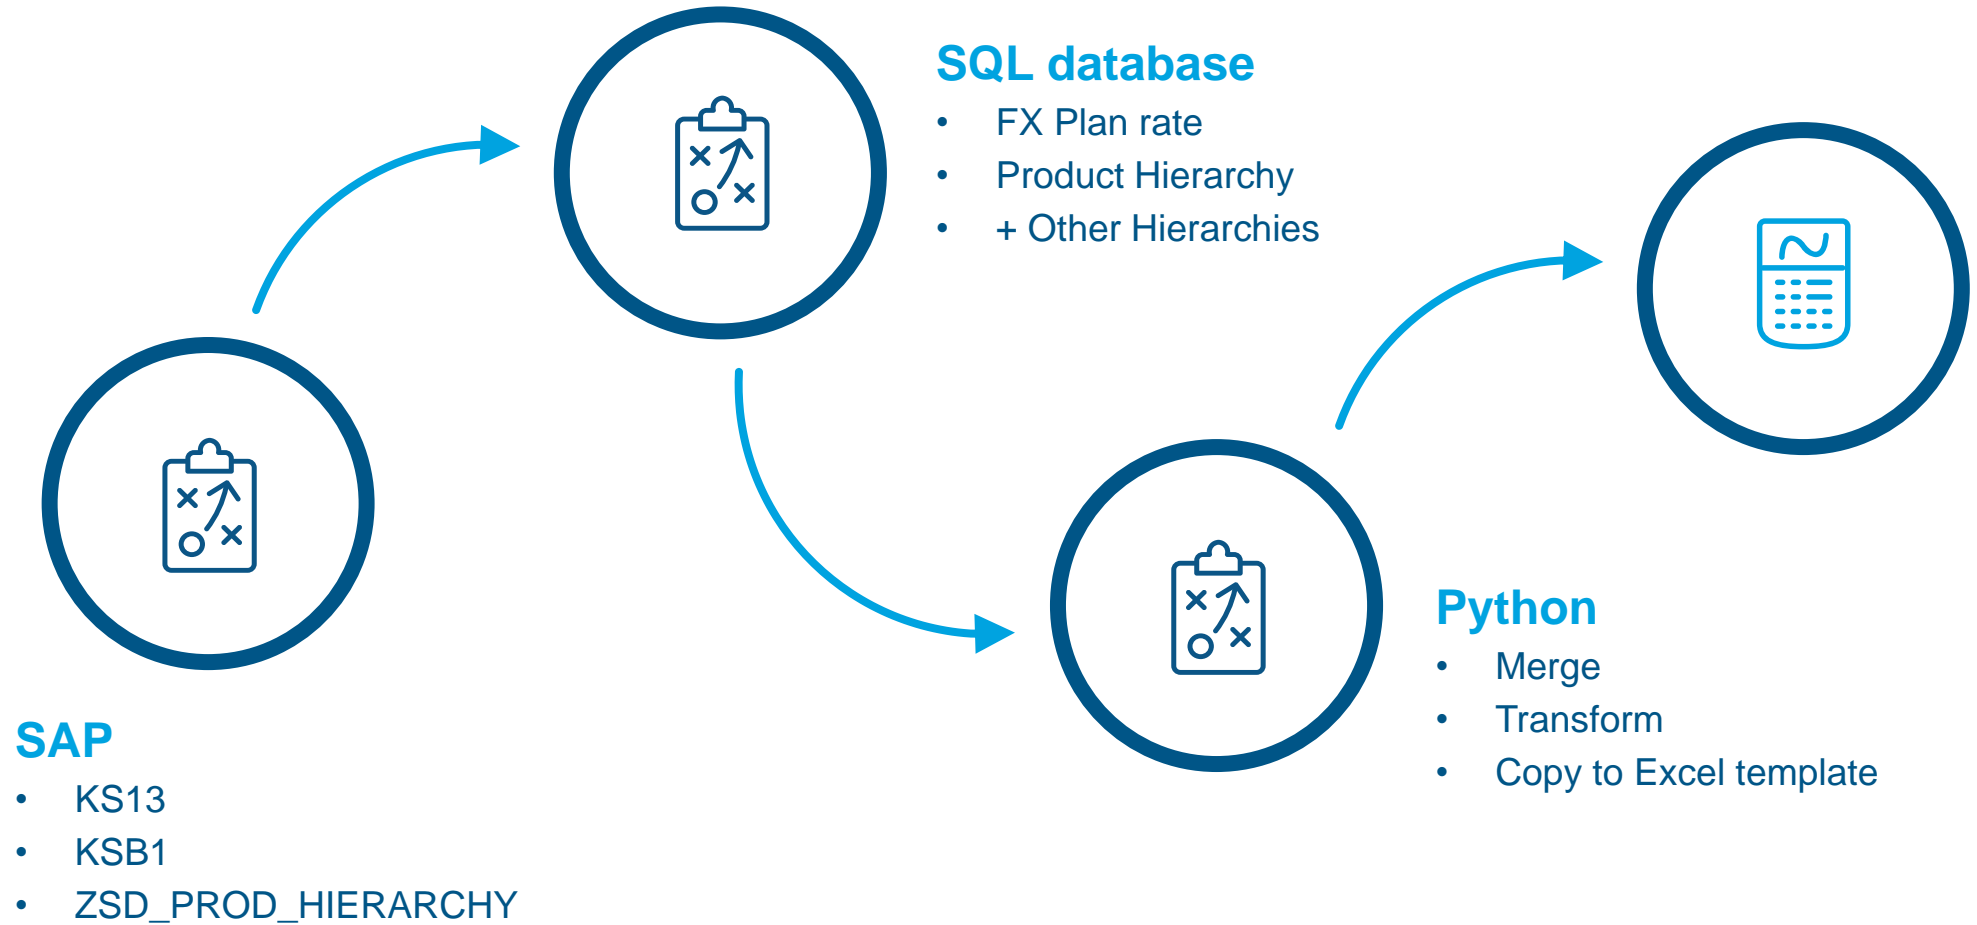 SQL database
• FX Plan rate
• Product Hierarchy
• + Other Hierarchies
Python
• Merge
• Transform
• Copy to Excel template
SAP
• KS13
• KSB1
• ZSD_PROD_HIERARCHY